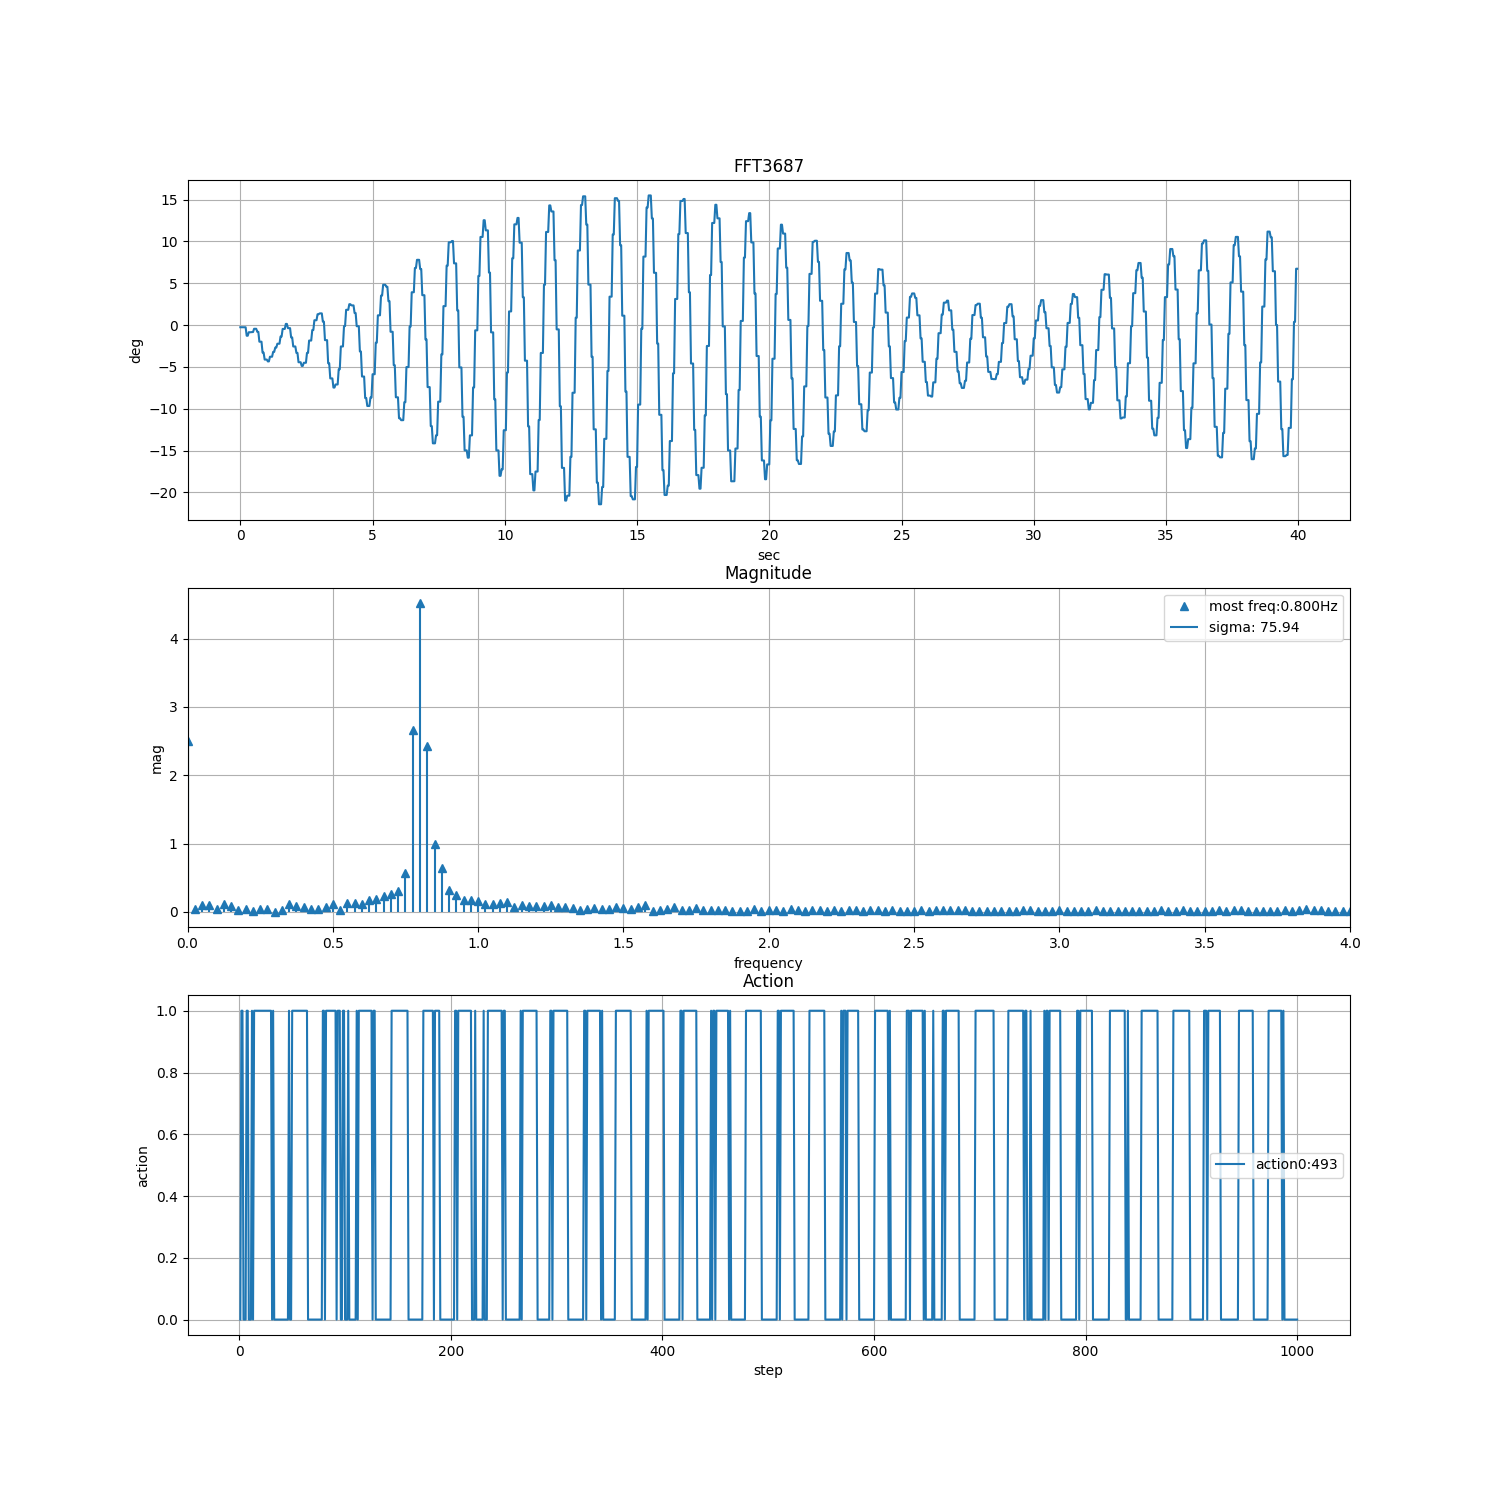 FFT3687
15
10
5
0
−5
−10
−15
−20
deg
0 5 10 15 20 25 30 35 40
sec
Magnitude
most freq:0.800Hz
sigma: 75.94
4
3
2
1
0
mag
0.0 0.5 1.0 1.5 2.0 2.5 3.0 3.5 4.0
frequency
Action
1.0
0.8
0.6
0.4
0.2
0.0
action
action0:493
0 200 400 600 800 1000
step